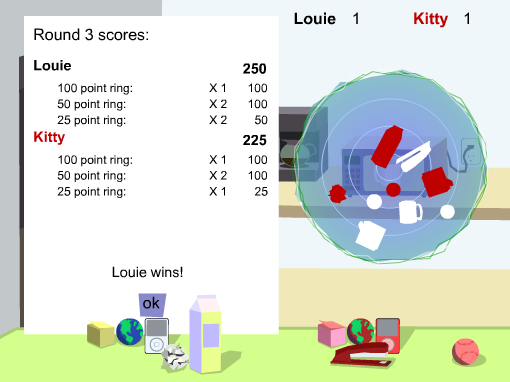 Louie 1 Kitty 1
Round 3 scores:
Louie 250
100 point ring: X 1 100
50 point ring: X 2 100
25 point ring: X 2 50
Kitty 225
100 point ring: X 1 100
50 point ring: X 2 100
25 point ring: X 1 25
Louie wins!
ok